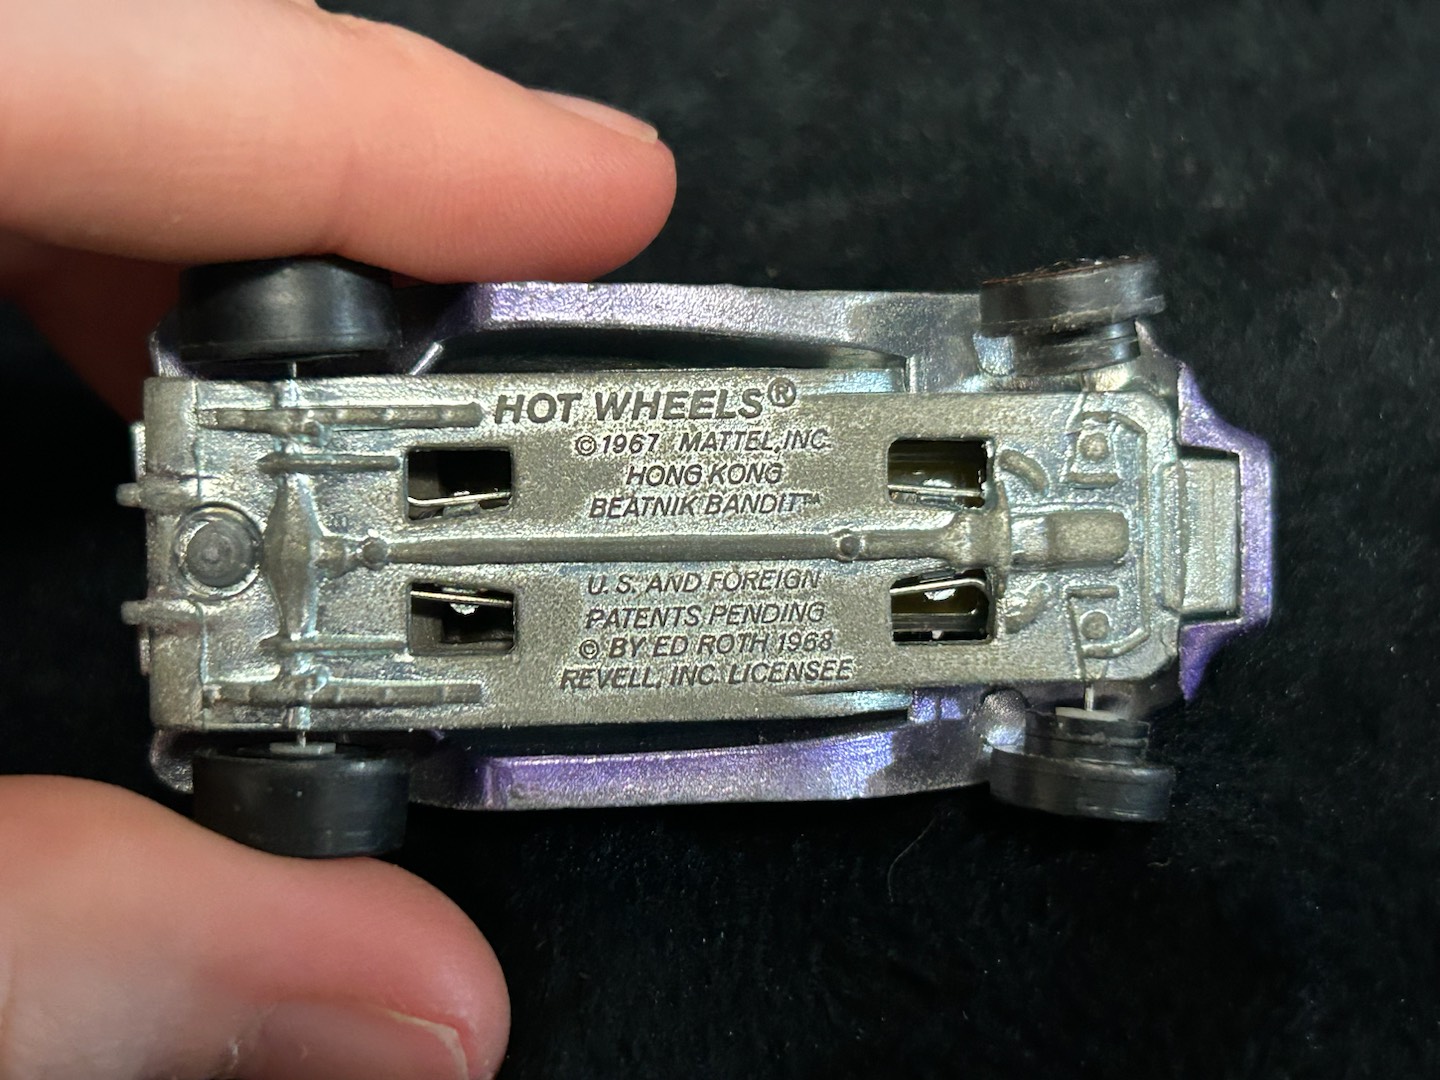 HOT WHEELS®
©1967 MATTEL, INC.
HONG KONG
BEATNIK BANDIT™
U.S. AND FOREIGN
PATENTS PENDING
© BY ED ROTH 1968
REVELL, INC. LICENSEE